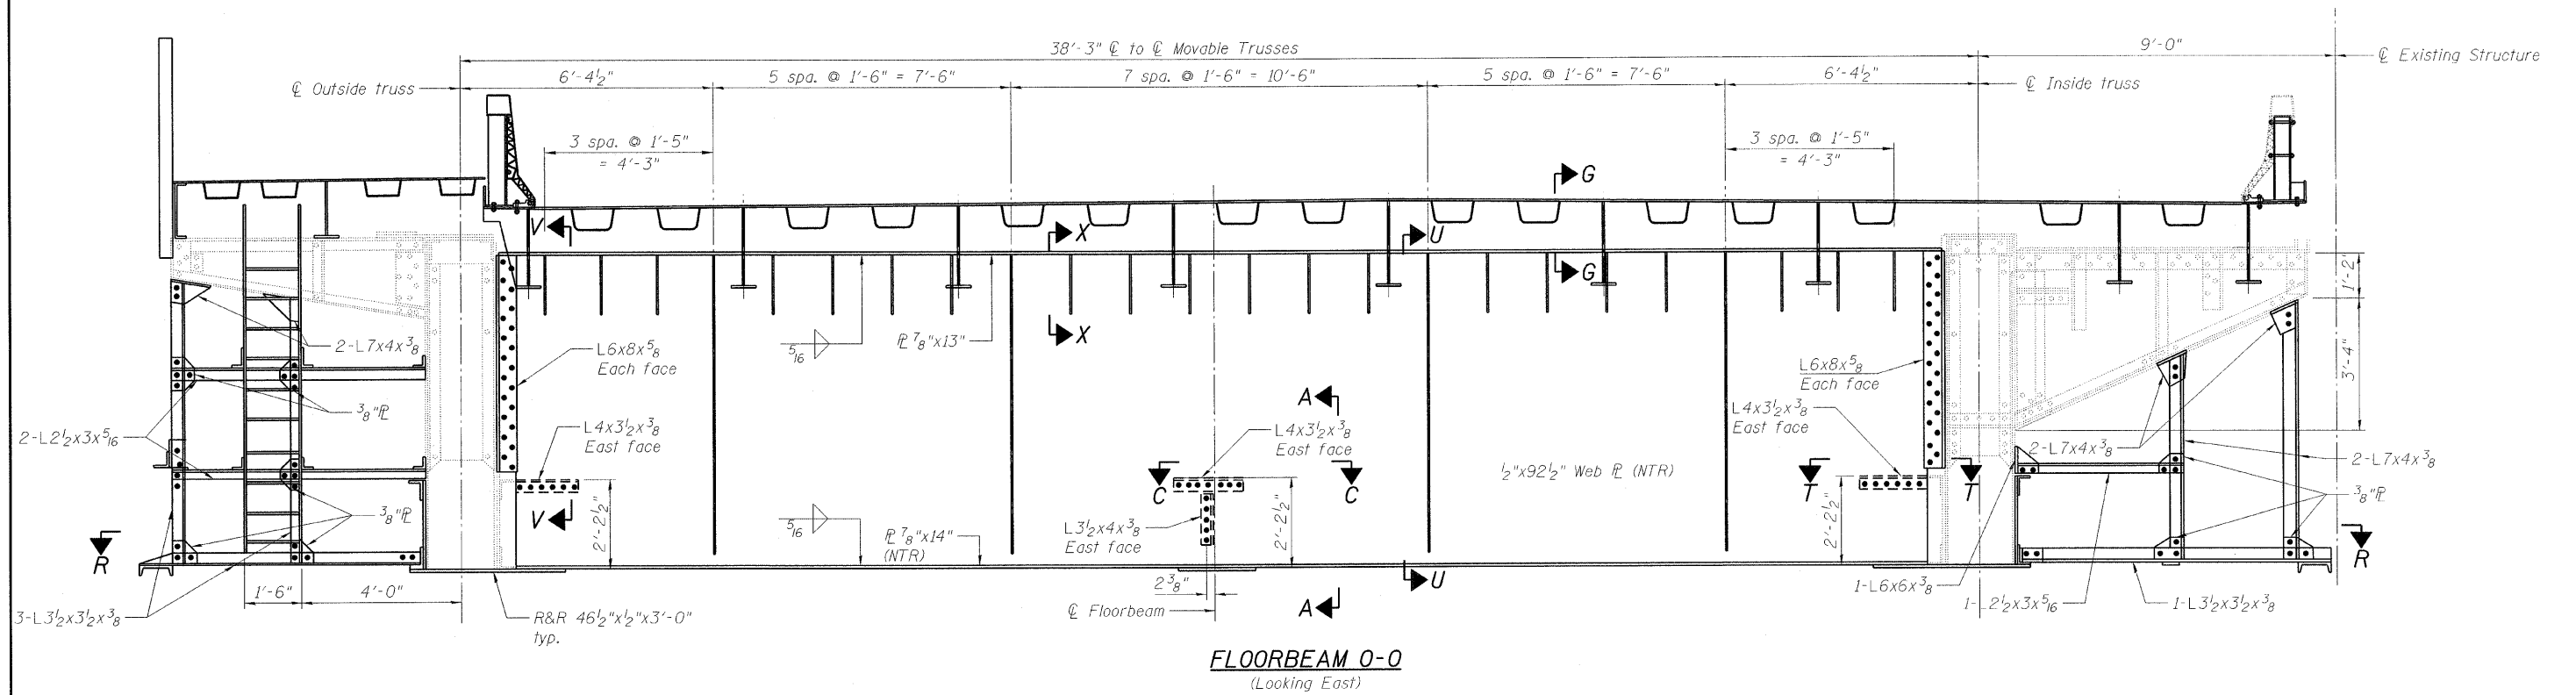 38'-3" ℄ to ℄ Movable Trusses
9'-0"
℄ Existing Structure
℄ Outside truss
6'-4½"
5 spa. @ 1'-6" = 7'-6"
7 spa. @ 1'-6" = 10'-6"
5 spa. @ 1'-6" = 7'-6"
6'-4½"
℄ Inside truss
3 spa. @ 1'-5"
= 4'-3"
3 spa. @ 1'-5"
= 4'-3"
G
V
X
U
G
X
1'-2"
3'-4"
2-L7x4x⅜
L6x8x⅝
Each face
5/16
℄ ⅞"x13"
L6x8x⅝
Each face
⅜"℄
A
L4x3½x⅜
East face
2-L2½x3x5/16
L4x3½x⅜
East face
L4x3½x⅜
East face
2-L7x4x⅜
2-L7x4x⅜
½"x92½" Web ℄ (NTR)
C
C
T
T
⅜"℄
⅜"℄
V
2'-2½"
5/16
℄ ⅞"x14"
(NTR)
L3½x4x⅜
East face
2'-2½"
2'-2½"
R
R
U
1'-6"
4'-0"
2⅜"
1-L6x6x⅜
1-L2½x3x5/16
1-L3½x3½x⅜
3-L3½x3½x⅜
R&R 46½"x½"x3'-0"
typ.
℄ Floorbeam
A
FLOORBEAM 0-0
(Looking East)